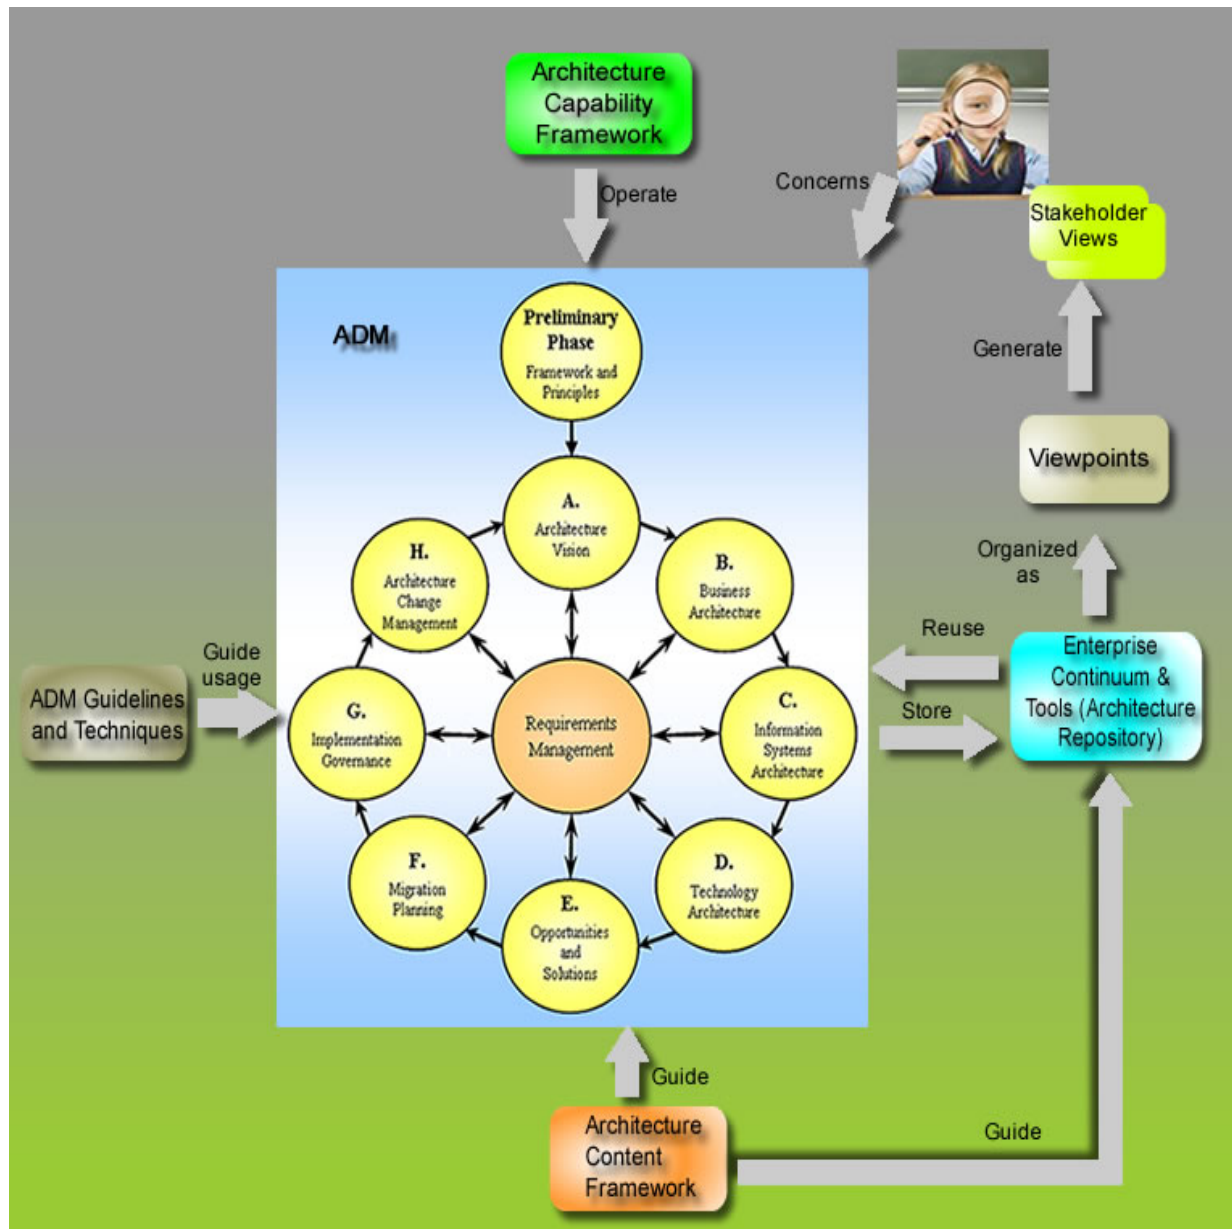 Architecture
Capability
Framework
Operate
Concerns
Stakeholder
Views
Generate
Viewpoints
Organized
as
Reuse
Store
Enterprise
Continuum &
Tools (Architecture
Repository)
ADM
Preliminary
Phase
Framework and
Principles
A.
Architecture
Vision
B.
Business
Architecture
C.
Information
Systems
Architecture
D.
Technology
Architecture
E.
Opportunities
and
Solutions
F.
Migration
Planning
G.
Implementation
Governance
H.
Architecture
Change
Management
Requirements
Management
Guide
usage
ADM Guidelines
and Techniques
Guide
Architecture
Content
Framework
Guide